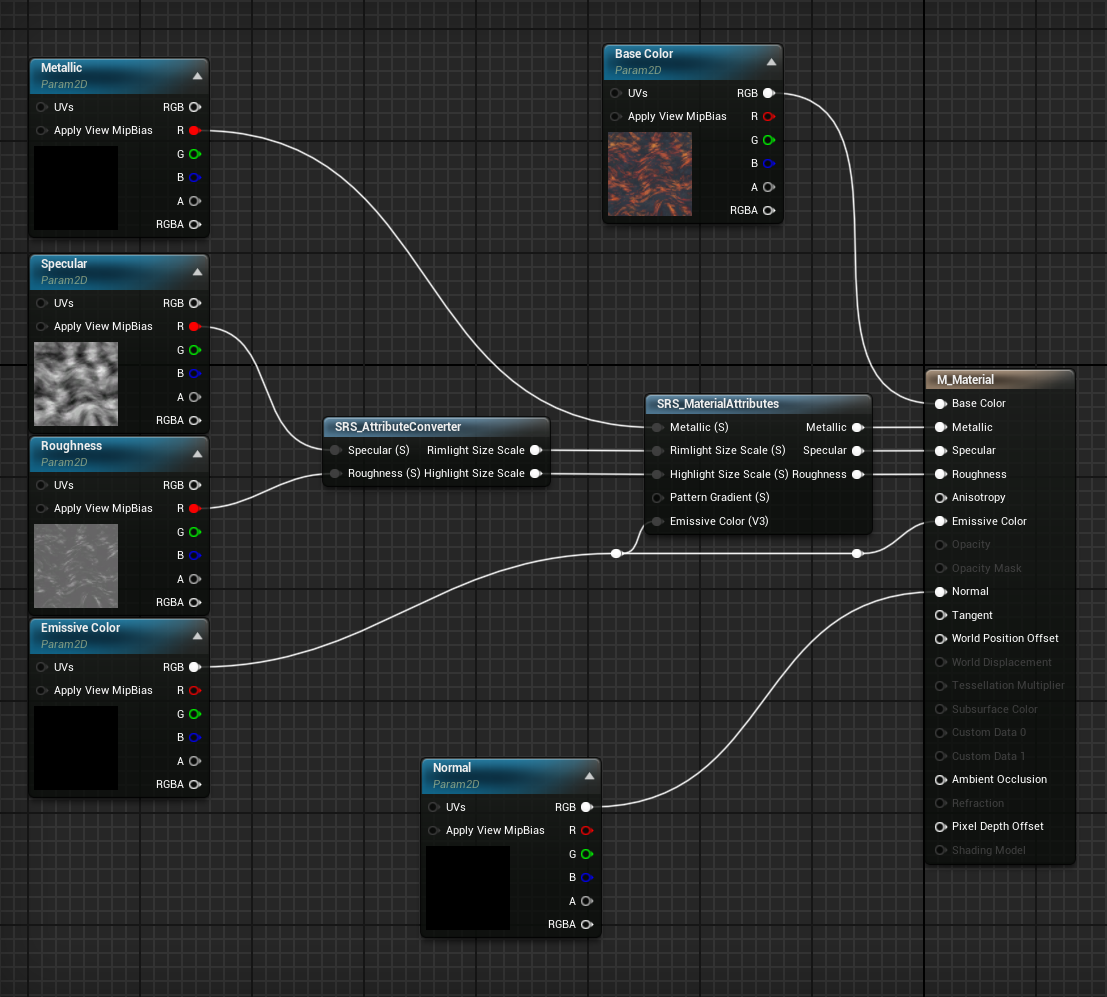 Metallic
Param2D
UVs
RGB
Apply View MipBias
R
G
B
A
RGBA
Specular
Param2D
UVs
RGB
Apply View MipBias
R
G
B
A
RGBA
Roughness
Param2D
UVs
RGB
Apply View MipBias
R
G
B
A
RGBA
Emissive Color
Param2D
UVs
RGB
Apply View MipBias
R
G
B
A
RGBA
SRS_AttributeConverter
Specular (S)
Rimlight Size Scale
Roughness (S)
Highlight Size Scale
Normal
Param2D
UVs
RGB
Apply View MipBias
R
G
B
A
RGBA
Base Color
Param2D
UVs
RGB
Apply View MipBias
R
G
B
A
RGBA
SRS_MaterialAttributes
Metallic (S)
Metallic
Rimlight Size Scale (S)
Specular
Highlight Size Scale (S)
Roughness
Pattern Gradient (S)
Emissive Color (V3)
M_Material
Base Color
Metallic
Specular
Roughness
Anisotropy
Emissive Color
Opacity
Opacity Mask
Normal
Tangent
World Position Offset
World Displacement
Tessellation Multiplier
Subsurface Color
Custom Data 0
Custom Data 1
Ambient Occlusion
Refraction
Pixel Depth Offset
Shading Model